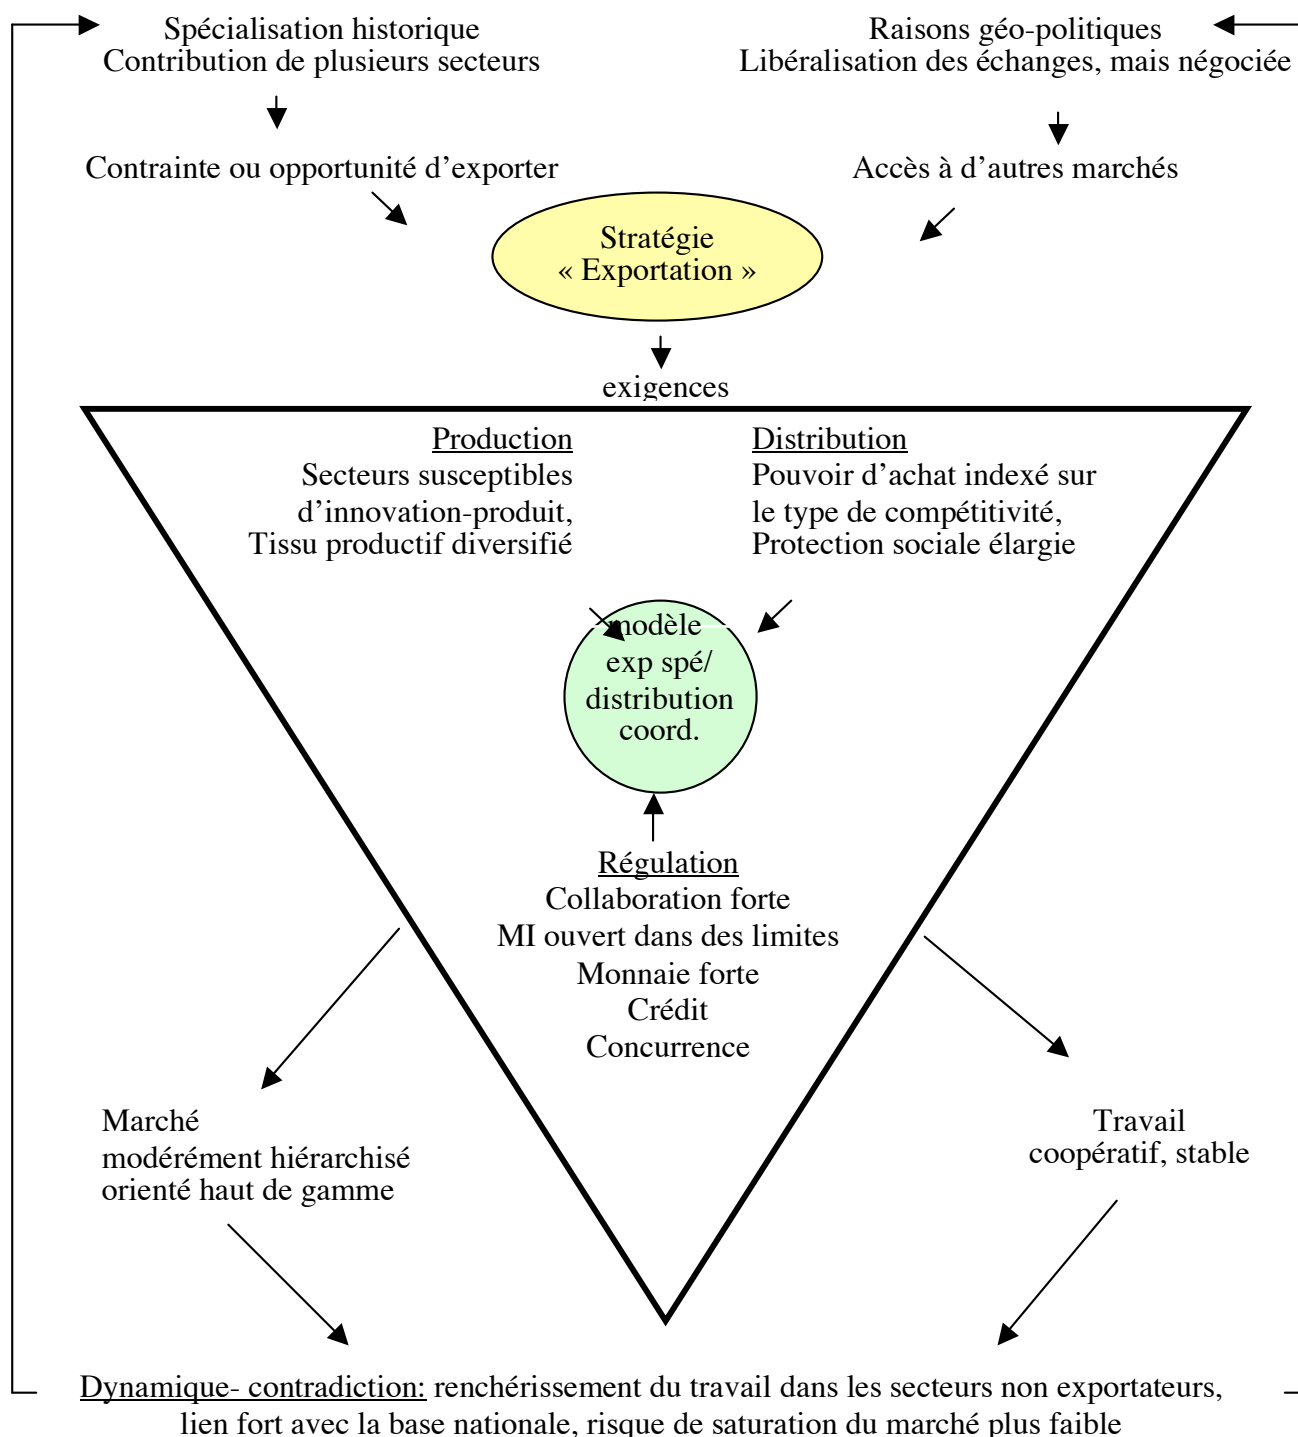 Spécialisation historique
Contribution de plusieurs secteurs
Raisons géo-politiques
Libéralisation des échanges, mais négociée
Contrainte ou opportunité d’exporter
Accès à d’autres marchés
Stratégie
« Exportation »
exigences
Production
Secteurs susceptibles
d’innovation-produit,
Tissu productif diversifié
Distribution
Pouvoir d’achat indexé sur
le type de compétitivité,
Protection sociale élargie
modèle
exp spé/
distribution
coord.
Régulation
Collaboration forte
MI ouvert dans des limites
Monnaie forte
Crédit
Concurrence
Marché
modérément hiérarchisé
orienté haut de gamme
Travail
coopératif, stable
Dynamique- contradiction: renchérissement du travail dans les secteurs non exportateurs,
lien fort avec la base nationale, risque de saturation du marché plus faible